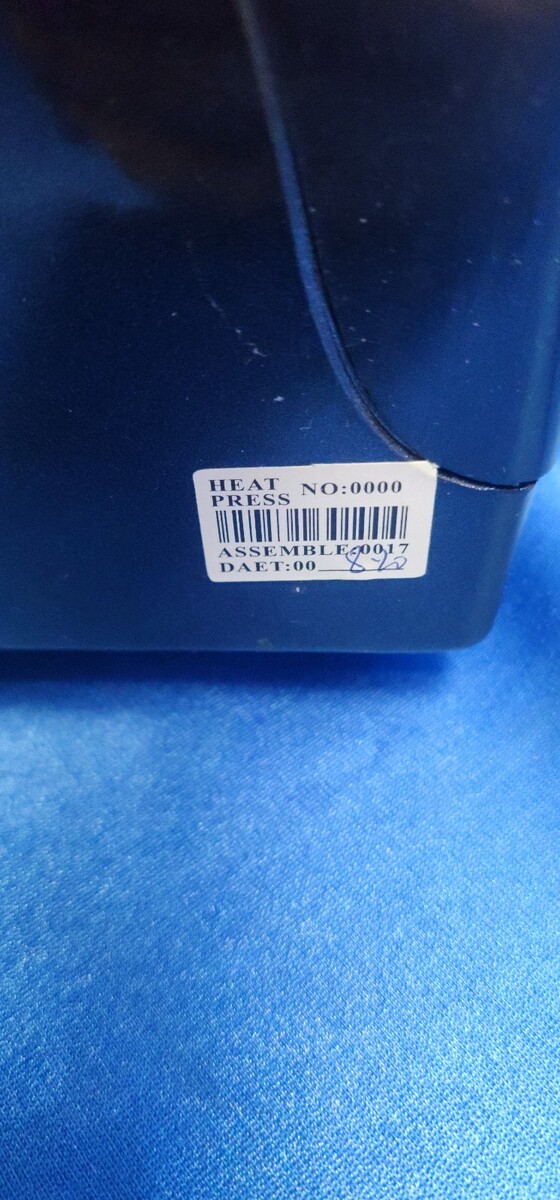 HEAT PRESS NO:0000
ASSEMBLE:0017
DAET:00 8-20